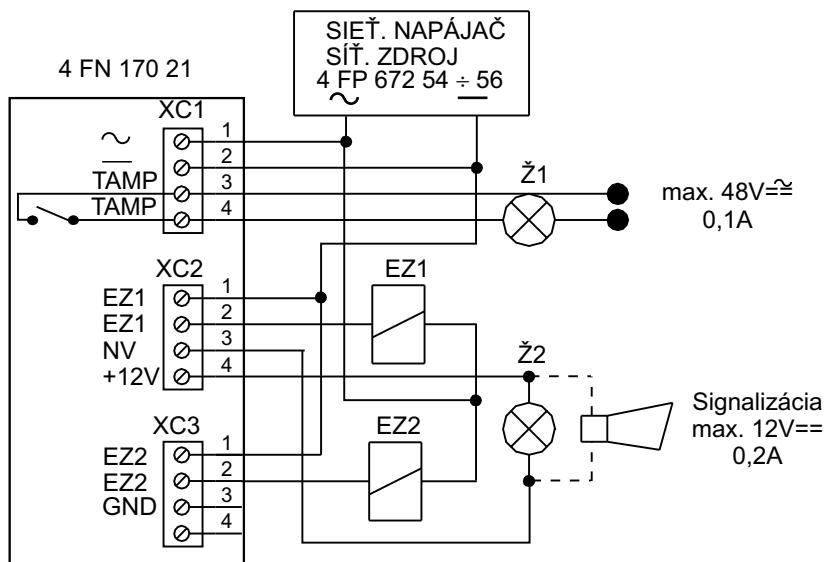 SIEŤ. NAPÁJAČ
SÍŤ. ZDROJ
4 FP 672 54 ÷ 56
4 FN 170 21
XC1
1
2
TAMP 3
TAMP 4
Ž1
max. 48V
0,1A
XC2
EZ1 1
EZ1 2
NV 3
+12V 4
EZ1
Ž2
XC3
EZ2 1
EZ2 2
GND 3
4
EZ2
Signalizácia
max. 12V==
0,2A